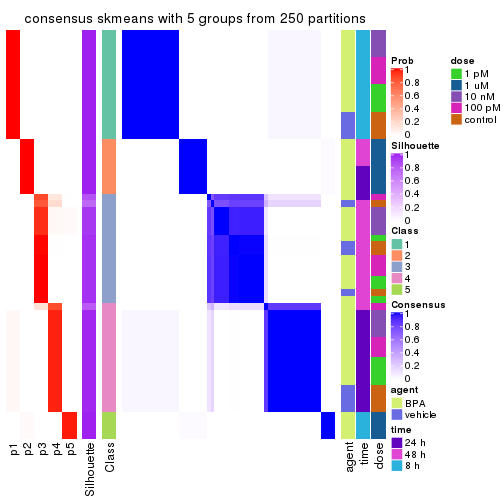 consensus skmeans with 5 groups from 250 partitions
Prob
1
0.8
0.6
0.4
0.2
0
Silhouette
1
0.8
0.6
0.4
0.2
0
Class
1
2
3
4
5
Consensus
1
0.8
0.6
0.4
0.2
0
agent
BPA
vehicle
time
24 h
48 h
8 h
dose
1 pM
1 uM
10 nM
100 pM
control
p1
p2
p3
p4
p5
Silhouette
Class
agent
time
dose